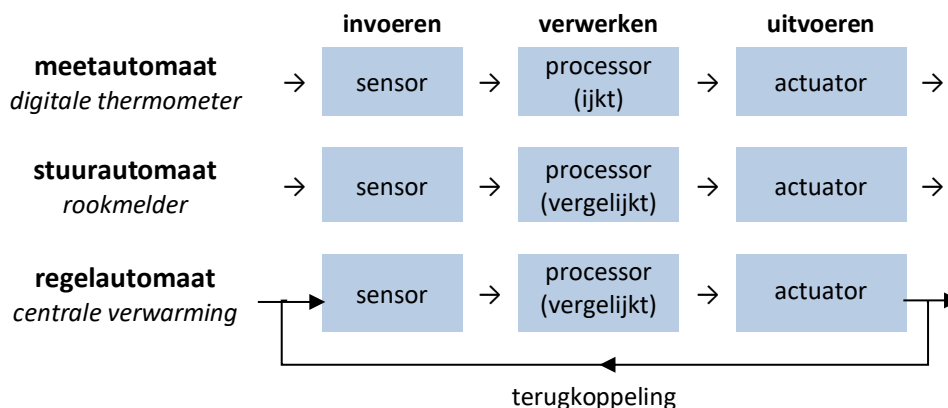 invoeren verwerken uitvoeren
meetautomaat
digitale thermometer
→ sensor → processor (ijkt) → actuator →
stuurautomaat
rookmelder
→ sensor → processor (vergelijkt) → actuator →
regelautomaat
centrale verwarming
sensor → processor (vergelijkt) → actuator
terugkoppeling